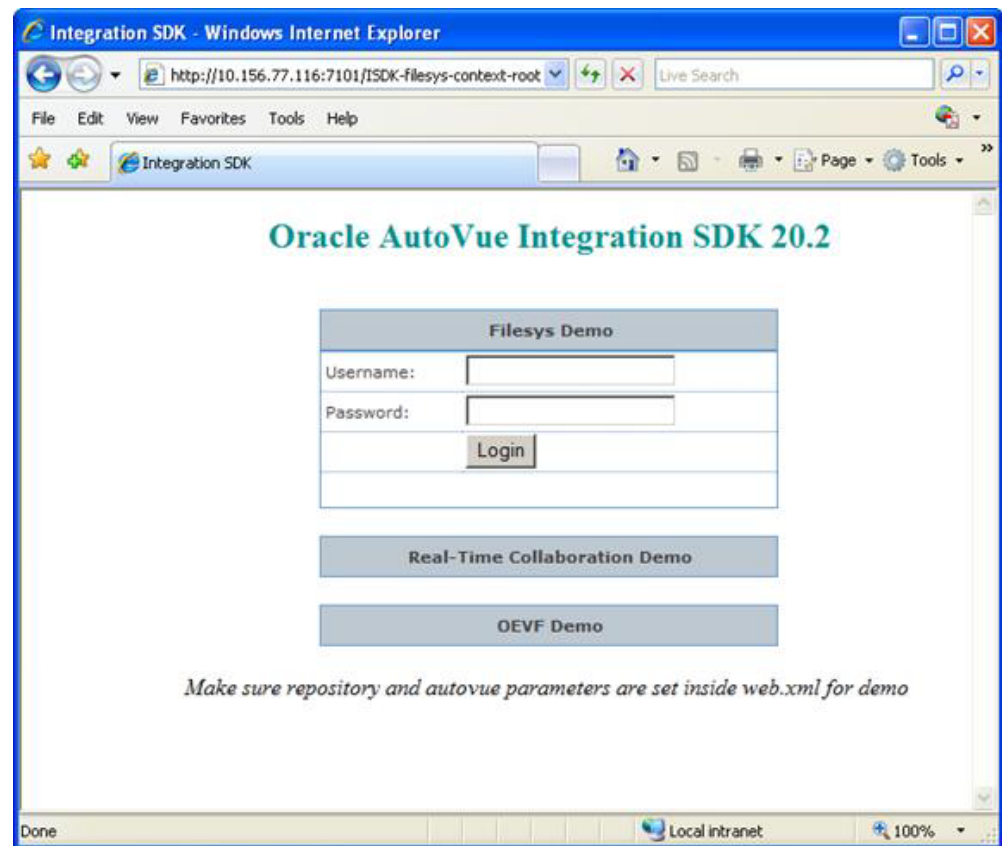 Integration SDK - Windows Internet Explorer
http://10.156.77.116:7101/ISDK-filesys-context-root
Live Search
File Edit View Favorites Tools Help
Integration SDK
Page Tools »
Oracle AutoVue Integration SDK 20.2
Filesys Demo
Username:
Password:
Login
Real-Time Collaboration Demo
OEVF Demo
Make sure repository and autovue parameters are set inside web.xml for demo
Done Local intranet 100%